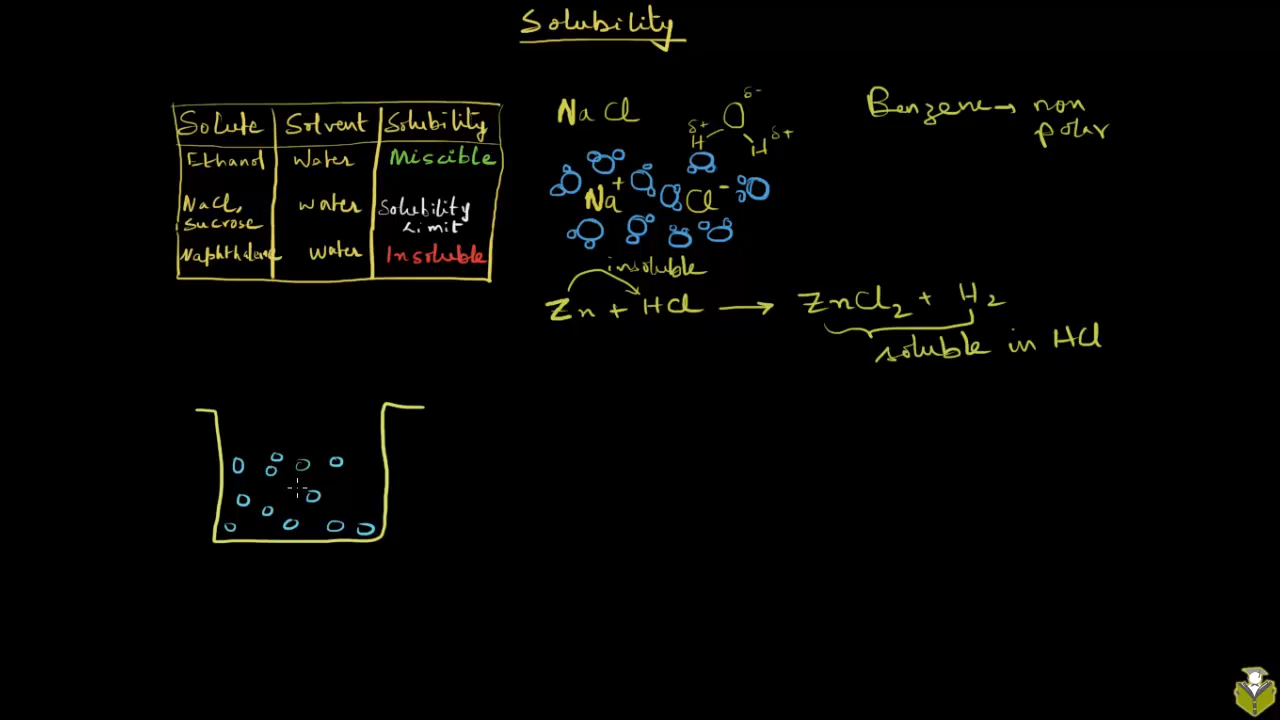 Solubility
Solute Solvent Solubility
Ethanol Water Miscible
NaCl, Sucrose water Solubility Limit
Naphthalene water Insoluble
NaCl
δ-
δ+ H O H δ+
Na+ Cl-
Benzene → non
polar
insoluble
Zn + HCl → ZnCl2 + H2
soluble in HCl